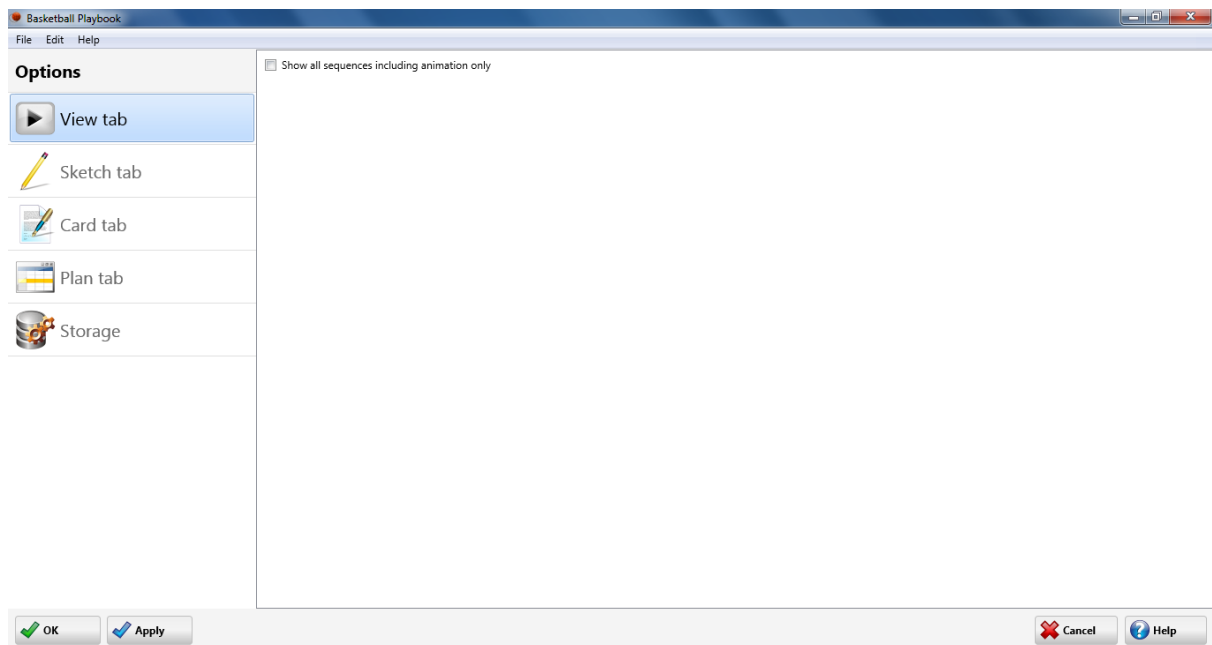 Basketball Playbook
File Edit Help
Options
Show all sequences including animation only
View tab
Sketch tab
Card tab
Plan tab
Storage
OK Apply Cancel Help